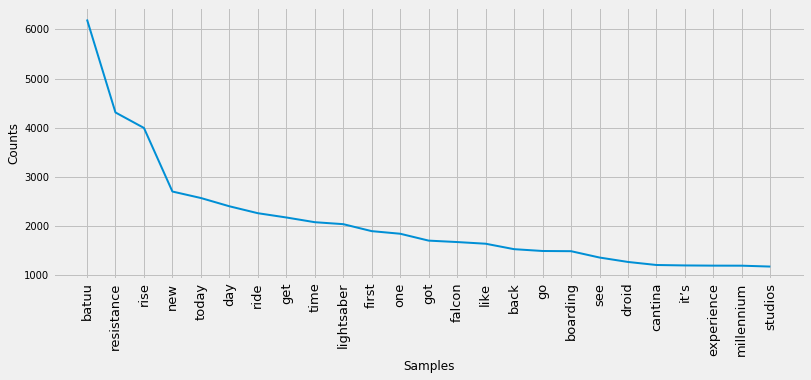 6000
5000
4000
3000
2000
1000
Counts
batuu
resistance
rise
new
today
day
ride
get
time
lightsaber
first
one
got
falcon
like
back
go
boarding
see
droid
cantina
it’s
experience
millennium
studios
Samples